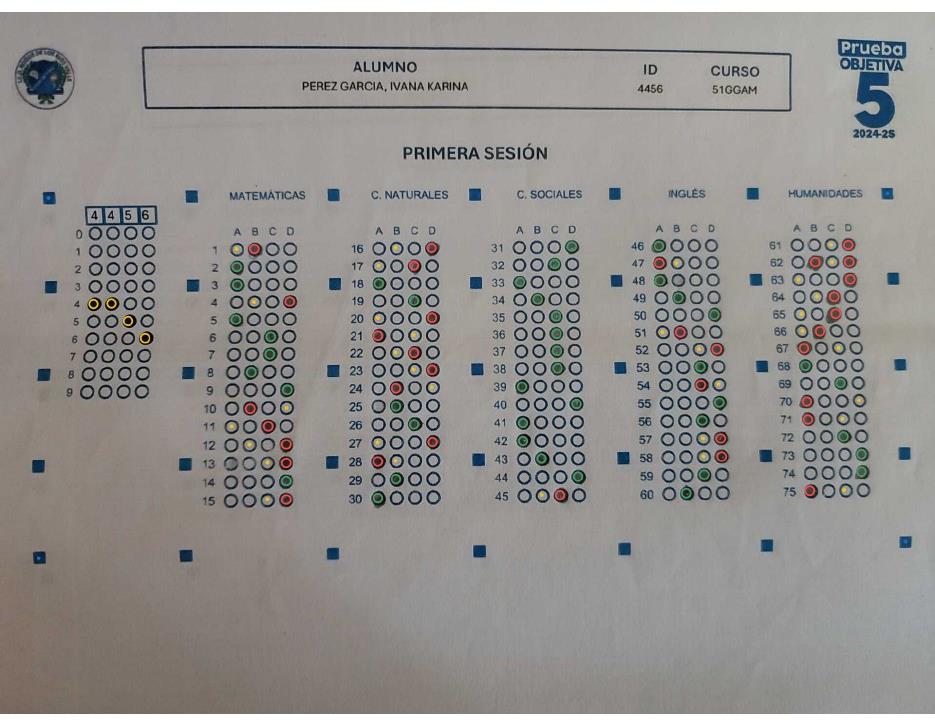 Prueba
OBJETIVA
5
2024-2S
ALUMNO ID CURSO
PEREZ GARCIA, IVANA KARINA 4456 51GGAM
PRIMERA SESIÓN
MATEMÁTICAS C. NATURALES C. SOCIALES INGLÉS HUMANIDADES
4 4 5 6
A B C D A B C D A B C D A B C D A B C D
0
1 16 31 46 61
1
2 17 32 47 62
2
3 18 33 48 63
3
4 19 34 49 64
4
5 20 35 50 65
5
6 21 36 51 66
6
7 22 37 52 67
7
8 23 38 53 68
8
9 24 39 54 69
9
10 25 40 55 70
11 26 41 56 71
12 27 42 57 72
13 28 43 58 73
14 29 44 59 74
15 30 45 60 75